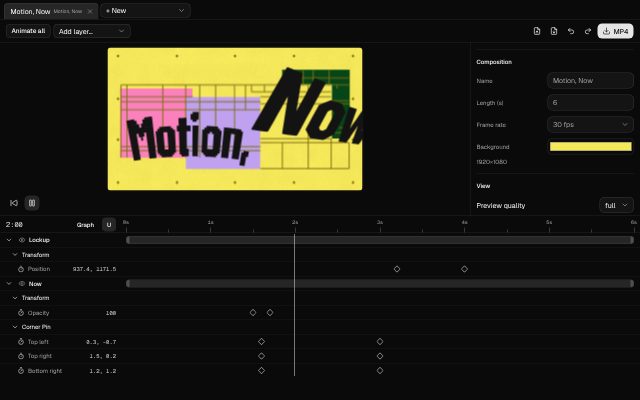 Motion, Now Motion, Now × + New
Animate all Add layer... MP4
Motion, Now
Composition
Name Motion, Now
Length (s) 6
Frame rate 30 fps
Background
1920×1080
View
Preview quality full
2:00 Graph U 0s 1s 2s 3s 4s 5s 6s
Lockup
Transform
Position 937.4, 1171.5
Now
Transform
Opacity 100
Corner Pin
Top left 0.3, -0.7
Top right 1.5, 0.2
Bottom right 1.2, 1.2